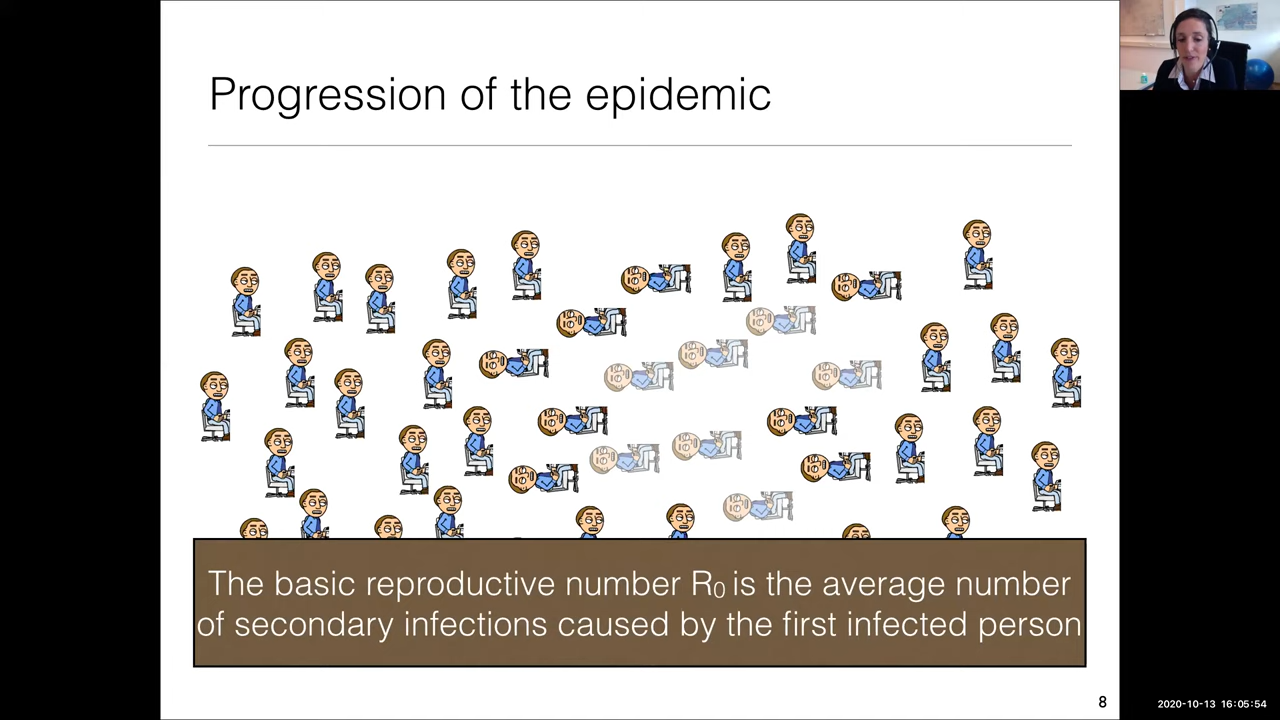 Progression of the epidemic
The basic reproductive number R₀ is the average number
of secondary infections caused by the first infected person
8
2020-10-13 16:05:54